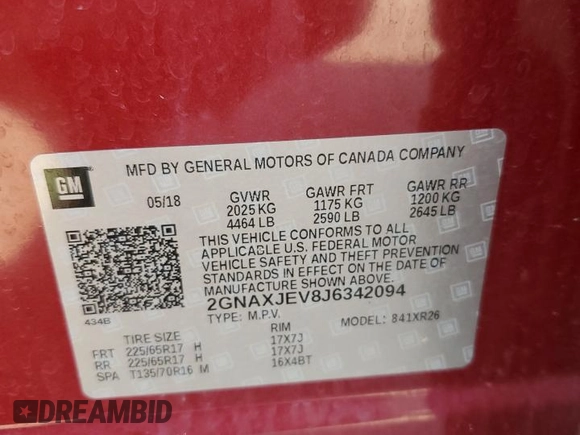 MFD BY GENERAL MOTORS OF CANADA COMPANY
GM
05/18 GVWR GAWR FRT GAWR RR
2025 KG 1175 KG 1200 KG
4464 LB 2590 LB 2645 LB
THIS VEHICLE CONFORMS TO ALL
APPLICABLE U.S. FEDERAL MOTOR
VEHICLE SAFETY AND THEFT PREVENTION
STANDARDS IN EFFECT ON THE DATE OF
MANUFACTURE SHOWN ABOVE.
2GNAXJEV8J6342094
434B TYPE: M.P.V. MODEL: 841XR26
TIRE SIZE RIM
FRT 225/65R17 H 17X7J
RR 225/65R17 H 17X7J
SPA T135/70R16 M 16X4BT
DREAMBID